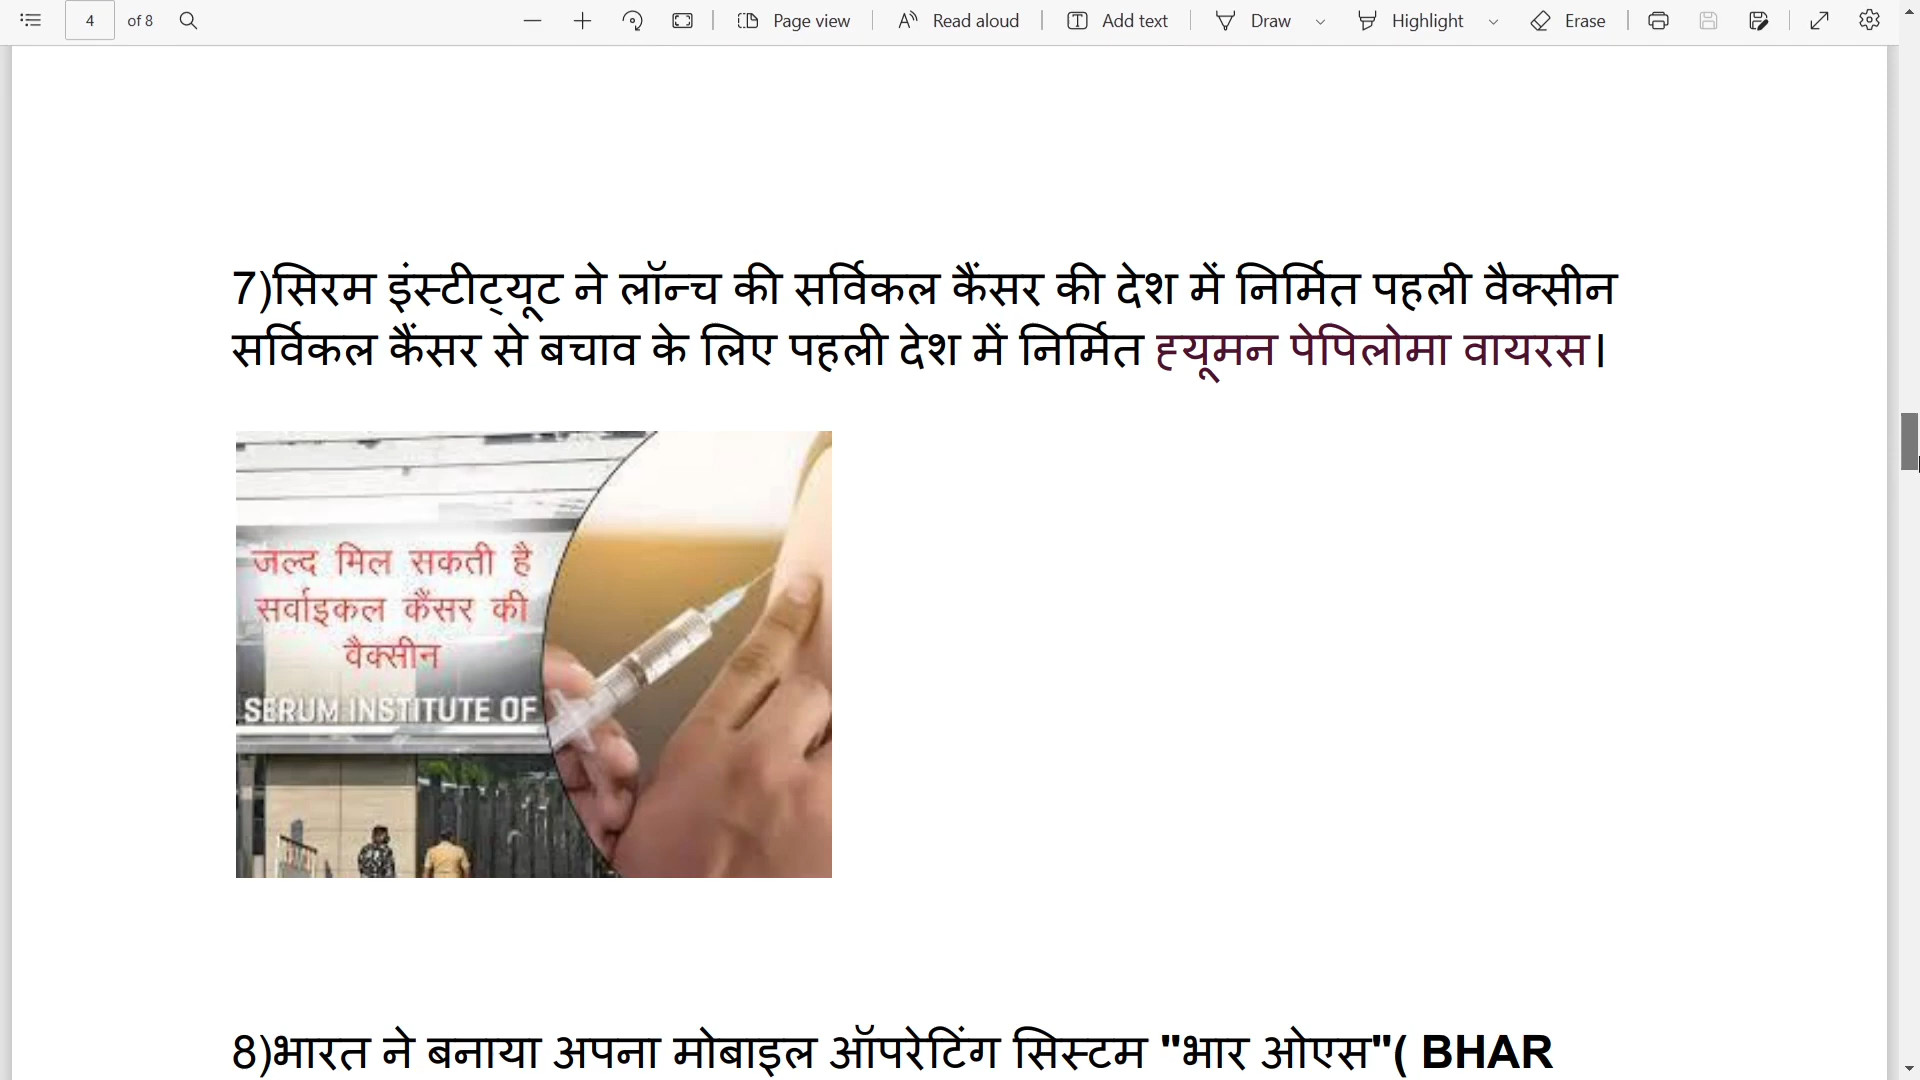 4 of 8 Page view Read aloud Add text Draw Highlight Erase
7)सिरम इंस्टीट्यूट ने लॉन्च की सर्विकल कैंसर की देश में निर्मित पहली वैक्सीन
सर्विकल कैंसर से बचाव के लिए पहली देश में निर्मित ह्यूमन पेपिलोमा वायरस।
जल्द मिल सकती है
सर्वाइकल कैंसर की
वैक्सीन
SERUM INSTITUTE OF
8)भारत ने बनाया अपना मोबाइल ऑपरेटिंग सिस्टम "भार ओएस"( BHAR